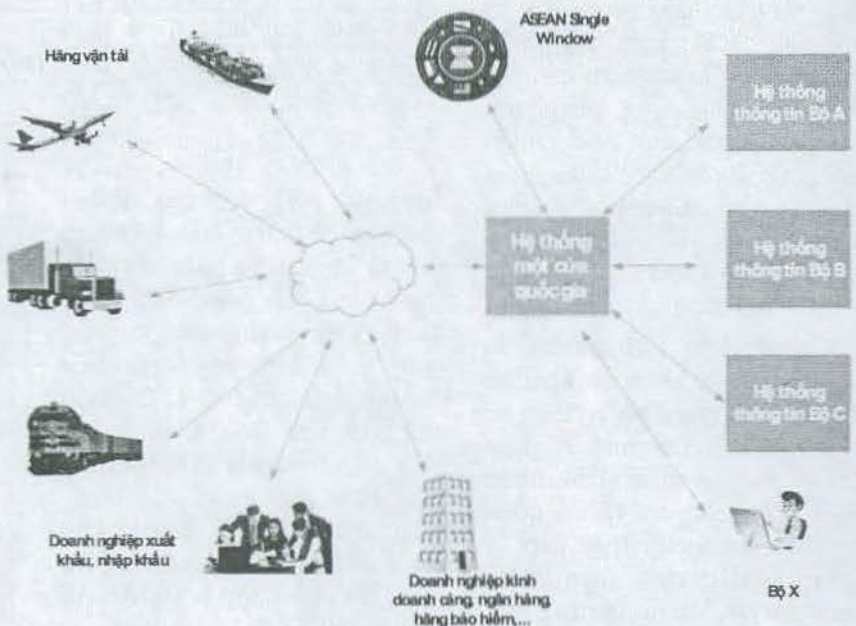 ASEAN Single
Window
Hãng vận tải
Hệ thống
thông tin Bộ A
Hệ thống
một cửa
quốc gia
Hệ thống
thông tin Bộ B
Hệ thống
thông tin Bộ C
Doanh nghiệp xuất
khẩu, nhập khẩu
Doanh nghiệp kinh
doanh cảng, ngân hàng,
hãng bảo hiểm,...
Bộ X